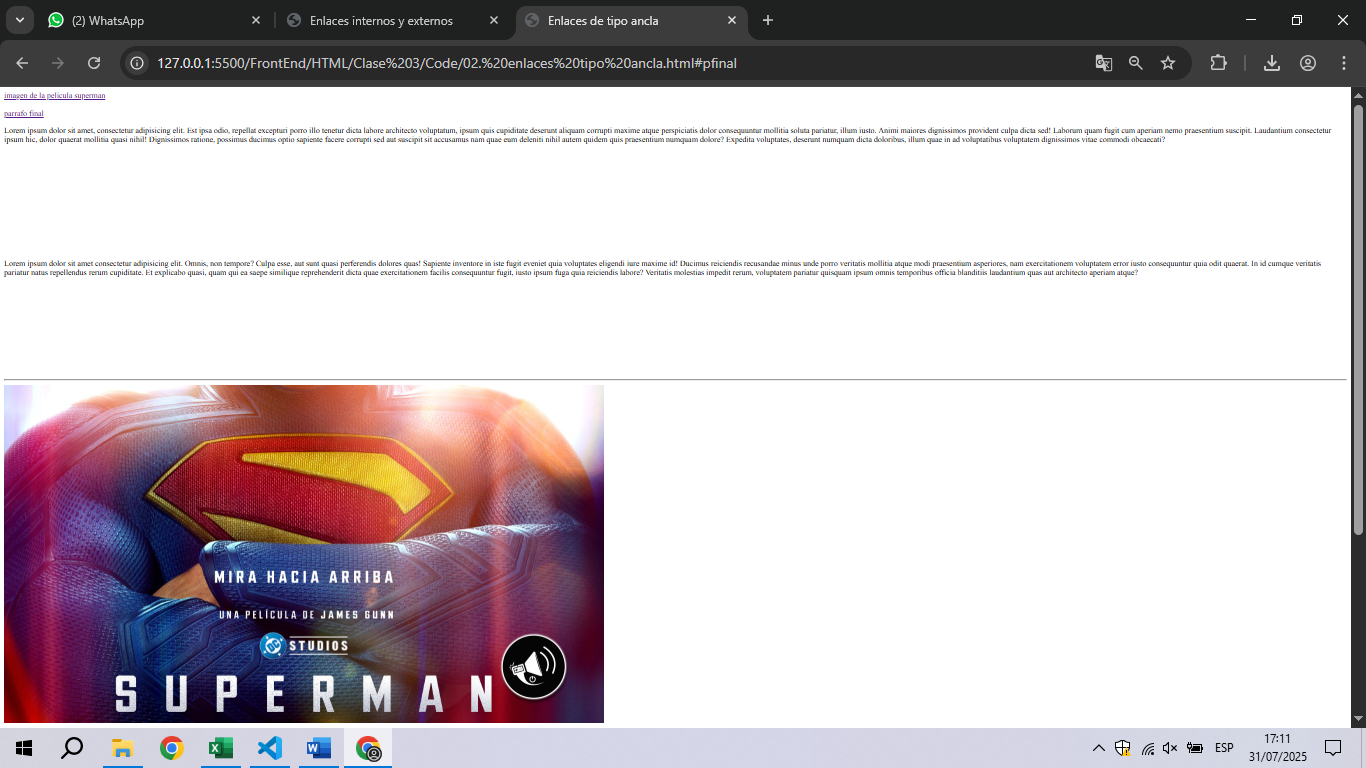 (2) WhatsApp
Enlaces internos y externos
Enlaces de tipo ancla
127.0.0.1:5500/FrontEnd/HTML/Clase%203/Code/02.%20enlaces%20tipo%20ancla.html#pfinal
imagen de la pelicula superman
parrafo final
Lorem ipsum dolor sit amet, consectetur adipisicing elit. Est ipsa odio, repellat excepturi porro illo tenetur dicta labore architecto voluptatum, ipsum quis cupiditate deserunt aliquam corrupti maxime atque perspiciatis dolor consequuntur mollitia soluta pariatur, illum iusto. Animi maiores dignissimos provident culpa dicta sed! Laborum quam fugit cum aperiam nemo praesentium suscipit. Laudantium consectetur
ipsum hic, dolor quaerat mollitia quasi nihil! Dignissimos ratione, possimus ducimus optio sapiente facere corrupti sed aut suscipit sit accusamus nam quae eum deleniti nihil autem quidem quis praesentium numquam dolore? Expedita voluptates, deserunt numquam dicta doloribus, illum quae in ad voluptatibus voluptatem dignissimos vitae commodi obcaecati?
Lorem ipsum dolor sit amet consectetur adipisicing elit. Omnis, non tempore? Culpa esse, aut sunt quasi perferendis dolores quas! Sapiente inventore in iste fugit eveniet quia voluptates eligendi iure maxime id! Ducimus reiciendis recusandae minus unde porro veritatis mollitia atque modi praesentium asperiores, nam exercitationem voluptatem error iusto consequuntur quia odit quaerat. In id cumque veritatis
pariatur natus repellendus rerum cupiditate. Et explicabo quasi, quam qui ea saepe similique reprehenderit dicta quae exercitationem facilis consequuntur fugit, iusto ipsum fuga quia reiciendis labore? Veritatis molestias impedit rerum, voluptatem pariatur quisquam ipsum omnis temporibus officia blanditiis laudantium quas aut architecto aperiam atque?
MIRA HACIA ARRIBA
UNA PELÍCULA DE JAMES GUNN
DC STUDIOS
SUPERMAN
ESP
17:11
31/07/2025